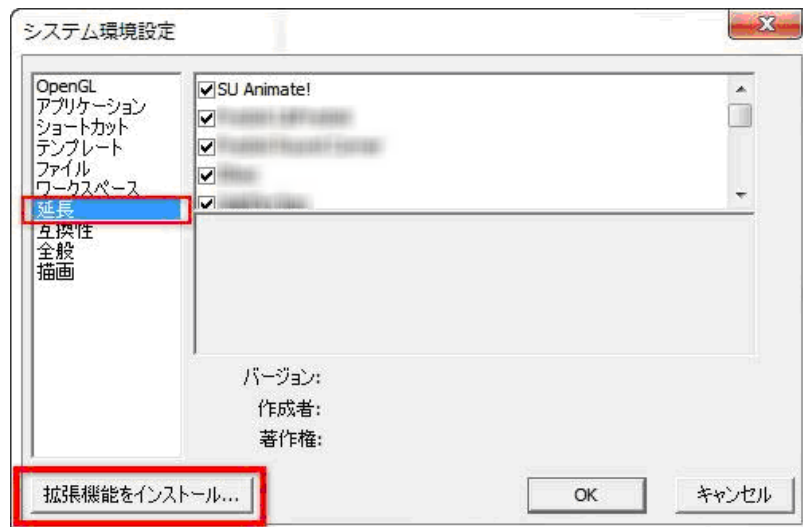 システム環境設定
OpenGL
アプリケーション
ショートカット
テンプレート
ファイル
ワークスペース
延長
互換性
全般
描画
SU Animate!
バージョン:
作成者:
著作権:
拡張機能をインストール...
OK
キャンセル